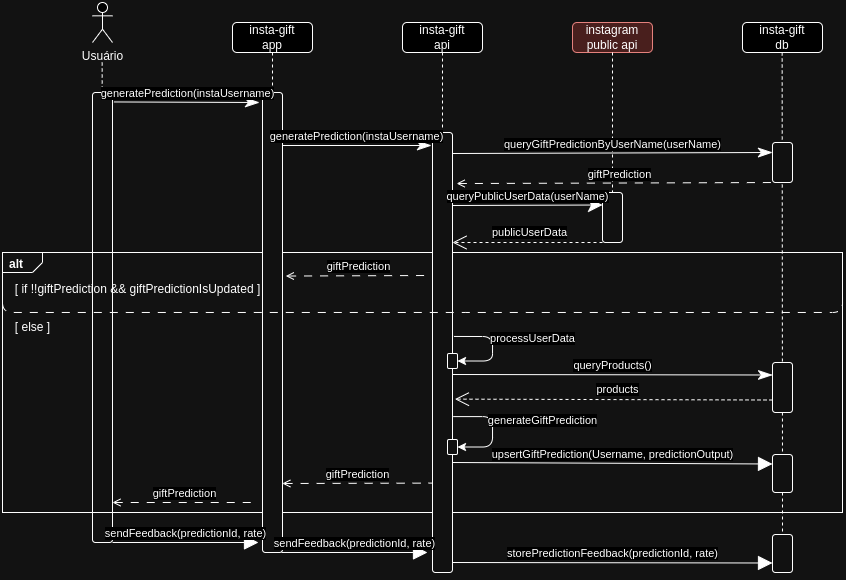 insta-gift
app
insta-gift
api
instagram
public api
insta-gift
db
Usuário
generatePrediction(instaUsername)
generatePrediction(instaUsername)
queryGiftPredictionByUserName(userName)
giftPrediction
queryPublicUserData(userName)
publicUserData
alt
giftPrediction
[ if !!giftPrediction && giftPredictionIsUpdated ]
[ else ]
processUserData
queryProducts()
products
generateGiftPrediction
upsertGiftPrediction(Username, predictionOutput)
giftPrediction
giftPrediction
sendFeedback(predictionId, rate)
sendFeedback(predictionId, rate)
storePredictionFeedback(predictionId, rate)